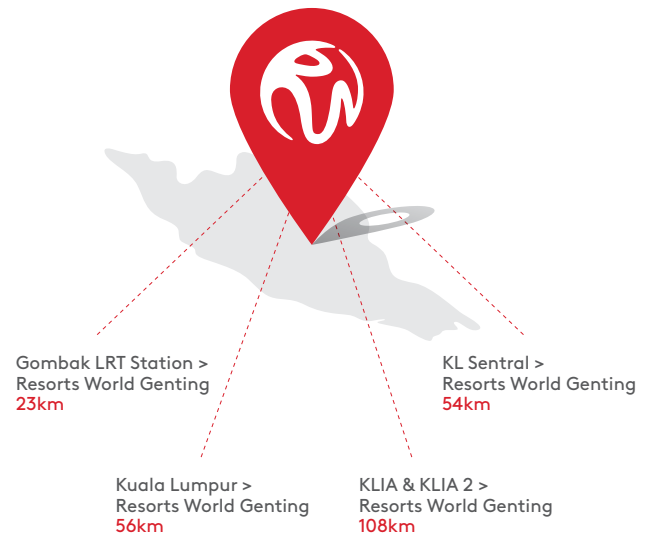 Gombak LRT Station >
Resorts World Genting
23km
KL Sentral >
Resorts World Genting
54km
Kuala Lumpur >
Resorts World Genting
56km
KLIA & KLIA 2 >
Resorts World Genting
108km